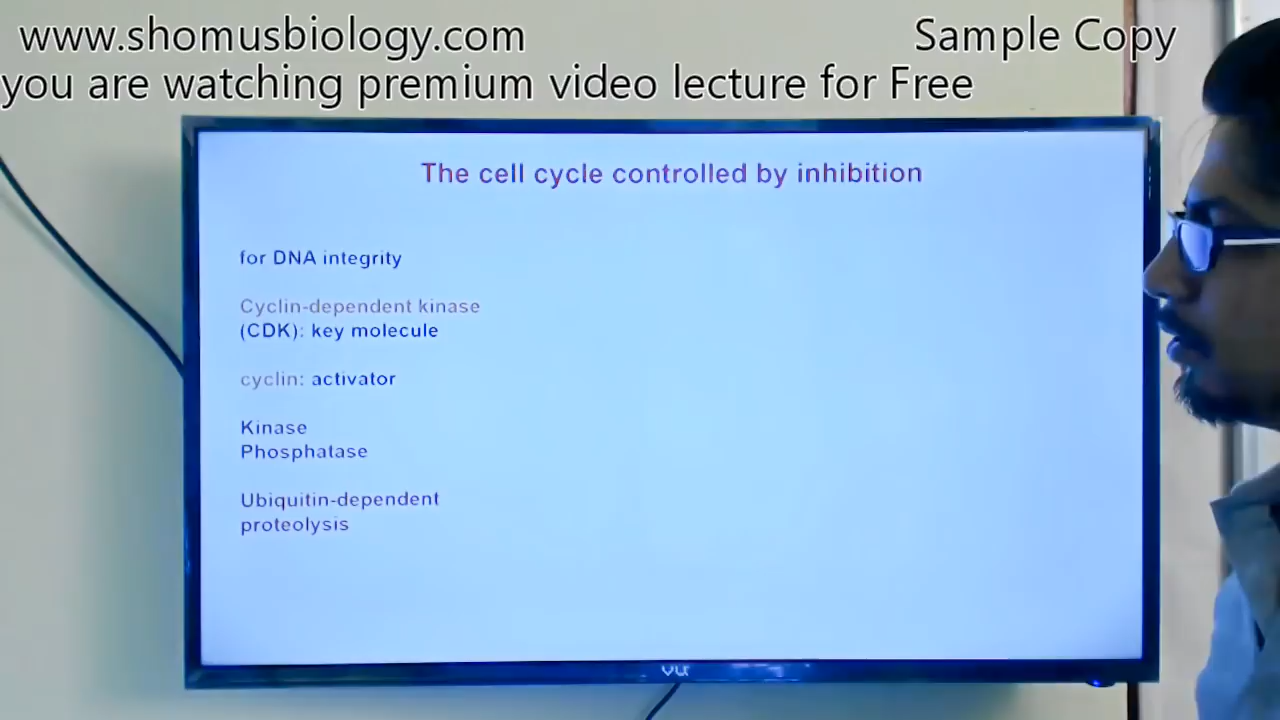 www.shomusbiology.com
Sample Copy
you are watching premium video lecture for Free
The cell cycle controlled by inhibition
for DNA integrity
Cyclin-dependent kinase
(CDK): key molecule
cyclin: activator
Kinase
Phosphatase
Ubiquitin-dependent
proteolysis